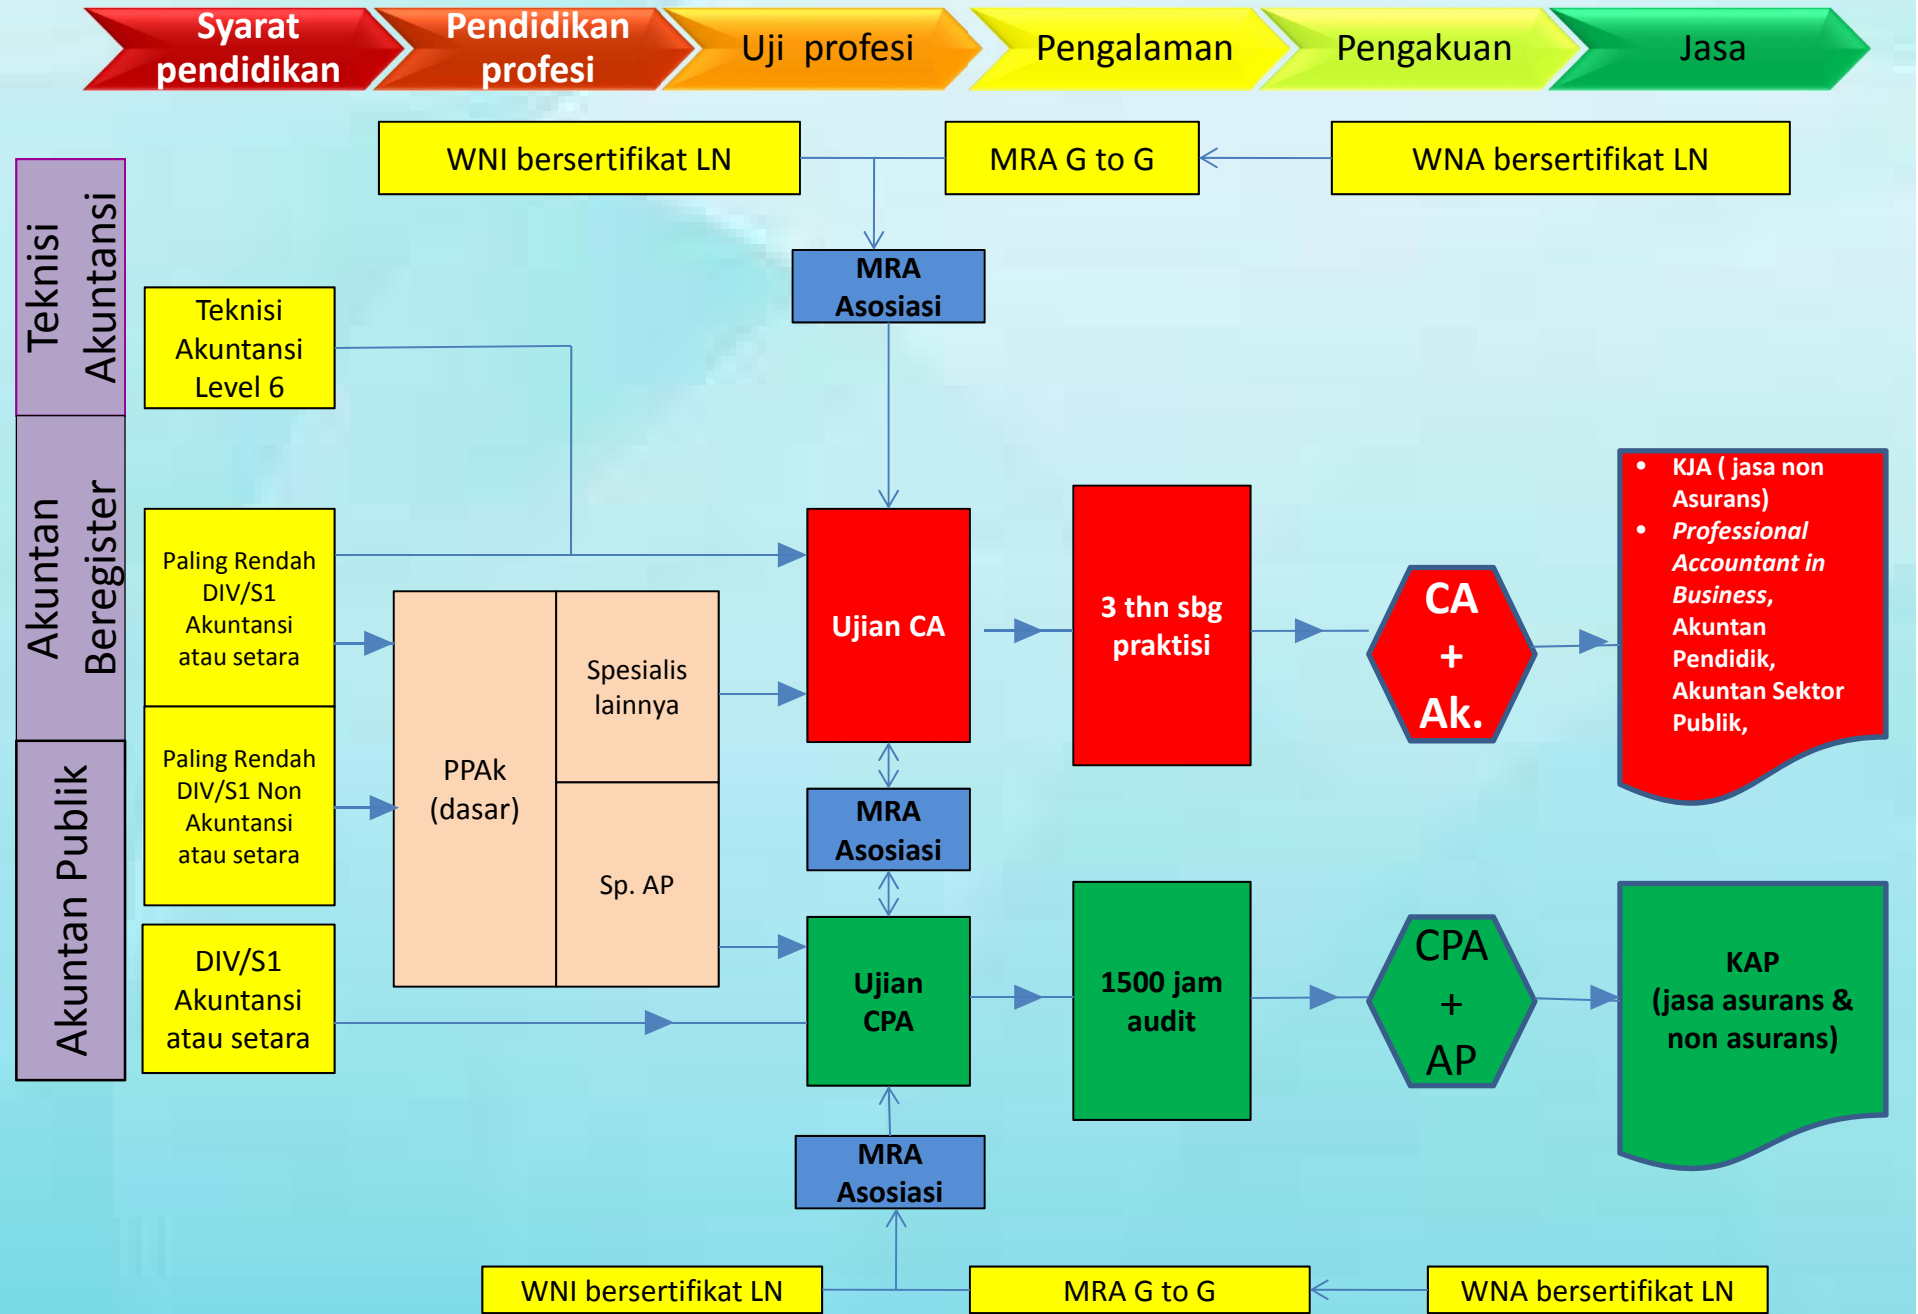 Syarat
pendidikan
Pendidikan
profesi
Uji profesi
Pengalaman
Pengakuan
Jasa
WNI bersertifikat LN
MRA G to G
WNA bersertifikat LN
Teknisi
Akuntansi
MRA
Asosiasi
Teknisi
Akuntansi
Level 6
Akuntan
Beregister
Paling Rendah
DIV/S1
Akuntansi
atau setara
Ujian CA
3 thn sbg
praktisi
CA
+
Ak.
• KJA ( jasa non
Asurans)
• Professional
Accountant in
Business,
Akuntan
Pendidik,
Akuntan Sektor
Publik,
PPAk
(dasar)
Spesialis
lainnya
Sp. AP
Paling Rendah
DIV/S1 Non
Akuntansi
atau setara
MRA
Asosiasi
Akuntan Publik
DIV/S1
Akuntansi
atau setara
Ujian
CPA
1500 jam
audit
CPA
+
AP
KAP
(jasa asurans &
non asurans)
MRA
Asosiasi
WNI bersertifikat LN
MRA G to G
WNA bersertifikat LN